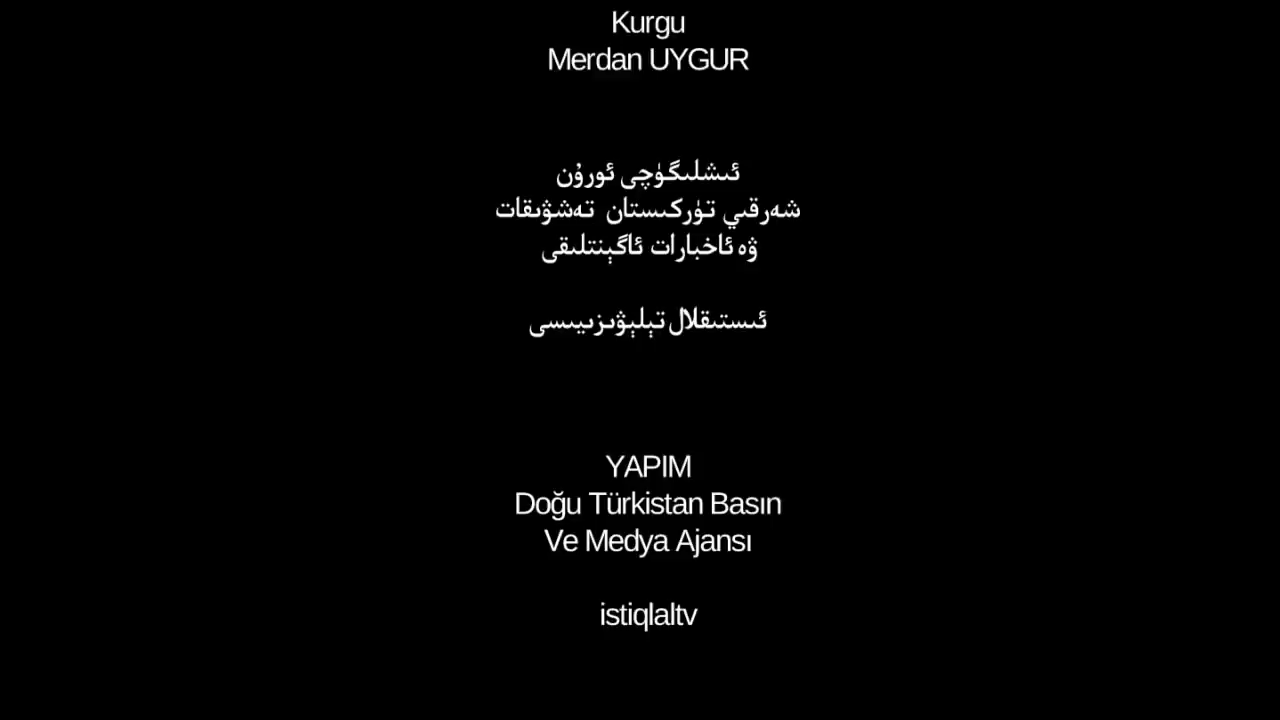 Kurgu
Merdan UYGUR
ئىشلىگۈچى ئورۇن
شەرقىي تۈركىستان تەشۋىقات
ۋە ئاخبارات ئاگېنتلىقى
ئىستىقلال تېلېۋىزىيىسى
YAPIM
Doğu Türkistan Basın
Ve Medya Ajansı
istiqlaltv